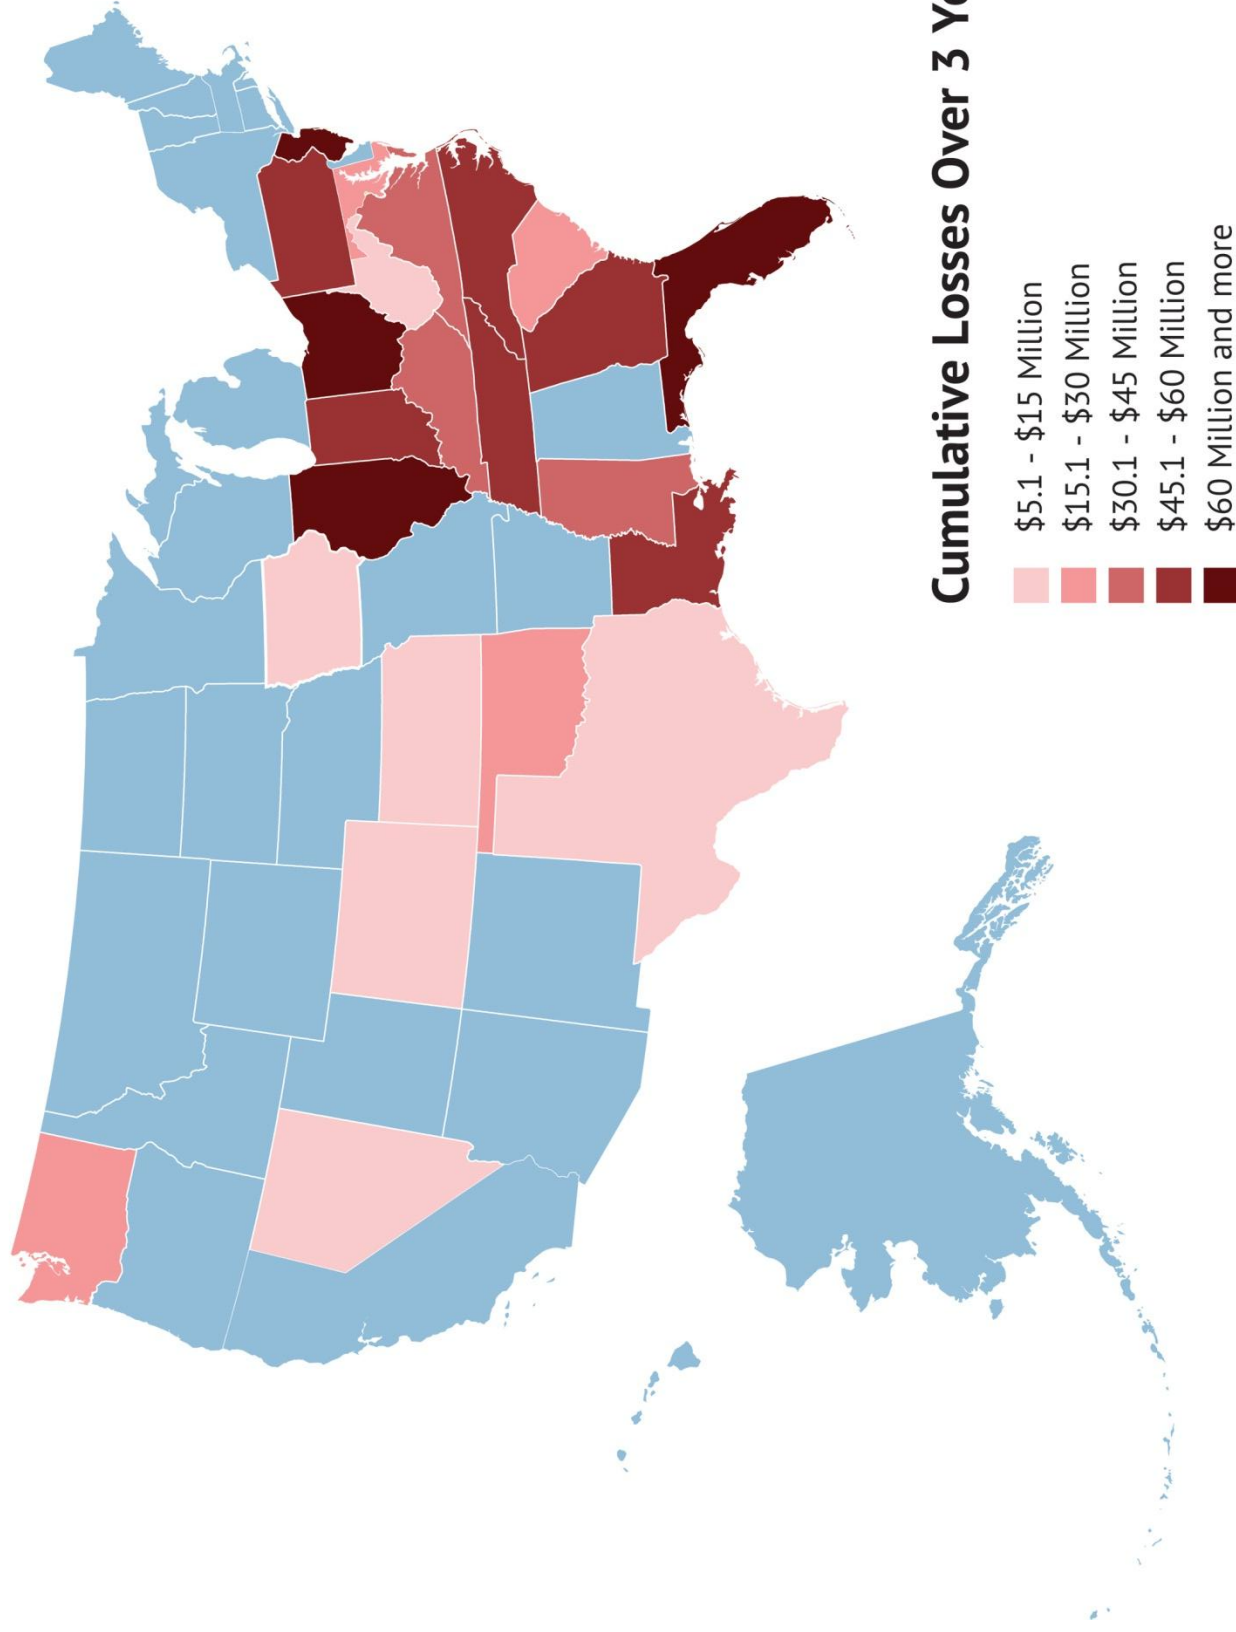 Cumulative Losses Over 3
$5.1 - $15 Million
$15.1 - $30 Million
$30.1 - $45 Million
$45.1 - $60 Million
$60 Million and more